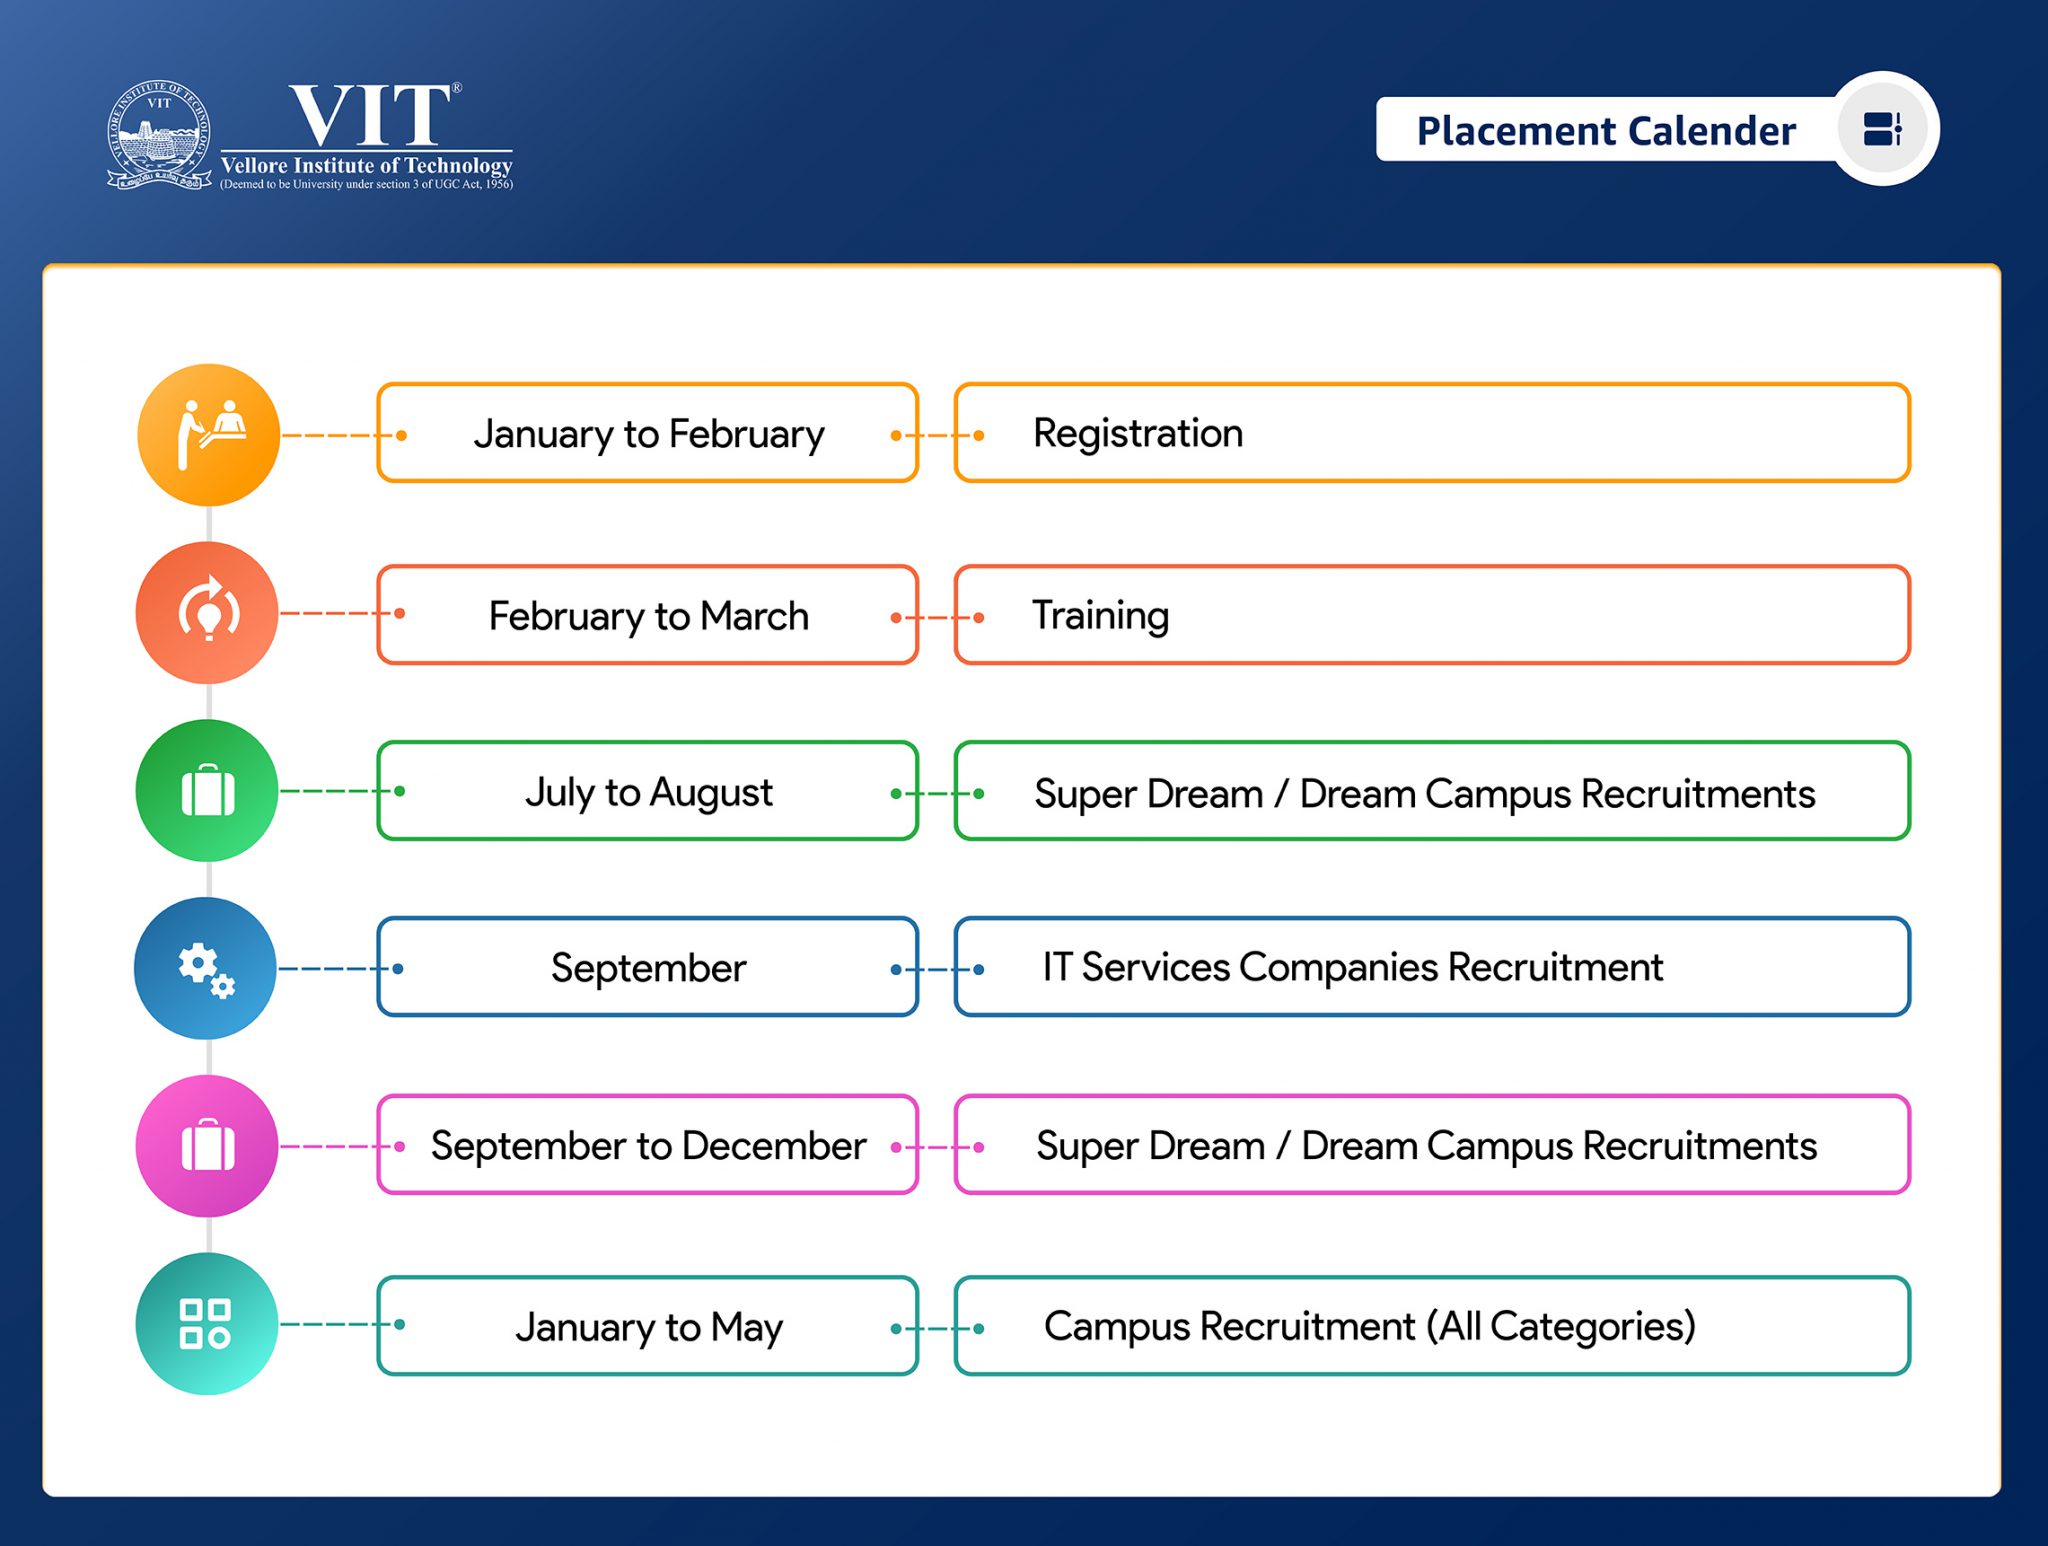 VELLORE INSTITUTE OF TECHNOLOGY
VIT
VIT®
Vellore Institute of Technology
(Deemed to be University under section 3 of UGC Act, 1956)
Placement Calender
January to February
Registration
February to March
Training
July to August
Super Dream / Dream Campus Recruitments
September
IT Services Companies Recruitment
September to December
Super Dream / Dream Campus Recruitments
January to May
Campus Recruitment (All Categories)